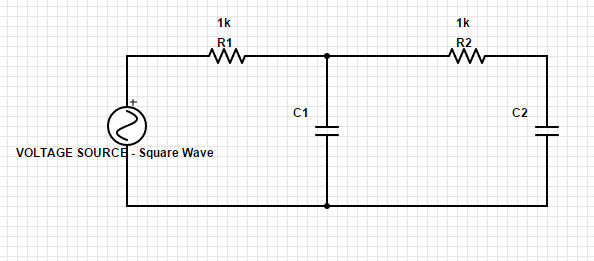 1k
R1
1k
R2
C1
C2
+
VOLTAGE SOURCE - Square Wave